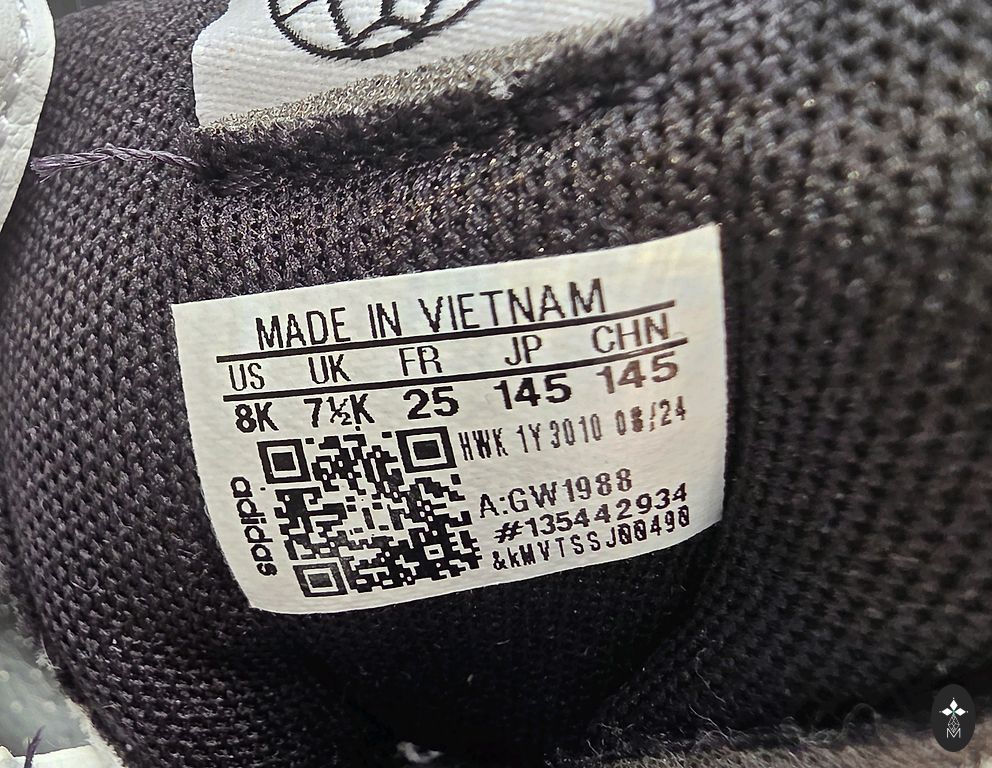 MADE IN VIETNAM
US UK FR JP CHN
8K 7½K 25 145 145
HWK 1Y3010 08/24
adidas
A:GW1988
#135442934
&kMVTSSJ00490
M